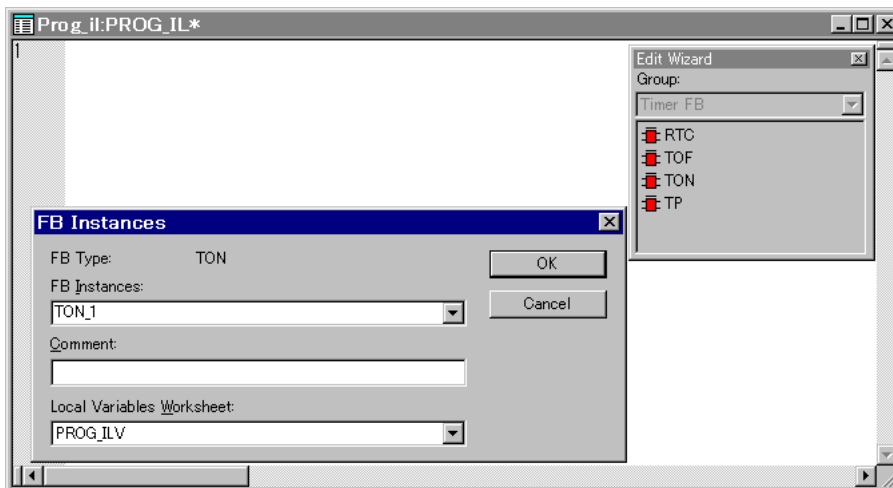 Prog_il:PROG_IL*
1
Edit Wizard
Group:
Timer FB
RTC
TOF
TON
TP
FB Instances
FB Type: TON
OK
FB Instances:
TON_1
Cancel
Comment:
Local Variables Worksheet:
PROG_ILV